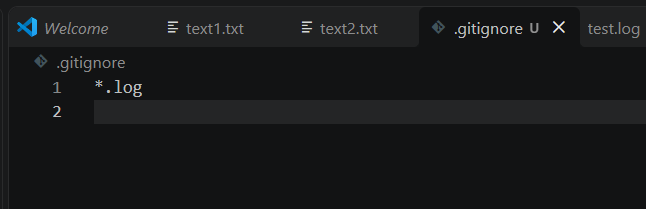 Welcome
text1.txt
text2.txt
.gitignore U
test.log
.gitignore
1 *.log
2